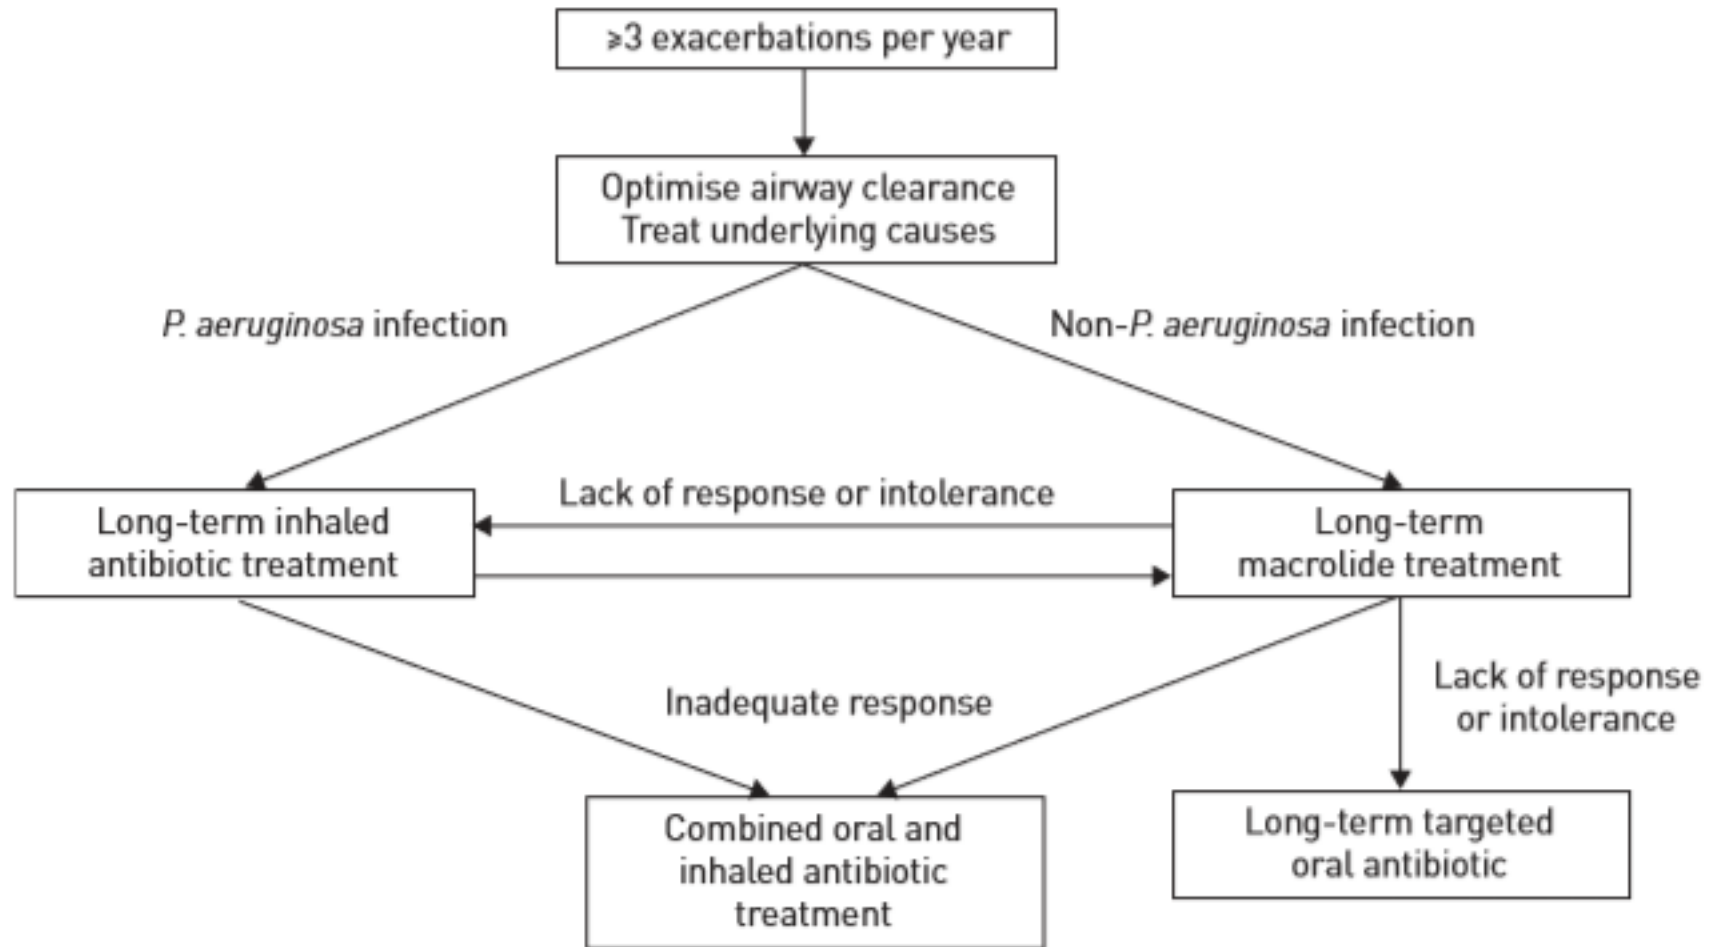 ≥3 exacerbations per year
Optimise airway clearance
Treat underlying causes
P. aeruginosa infection
Non-P. aeruginosa infection
Long-term inhaled
antibiotic treatment
Lack of response or intolerance
Long-term
macrolide treatment
Inadequate response
Lack of response
or intolerance
Combined oral and
inhaled antibiotic
treatment
Long-term targeted
oral antibiotic